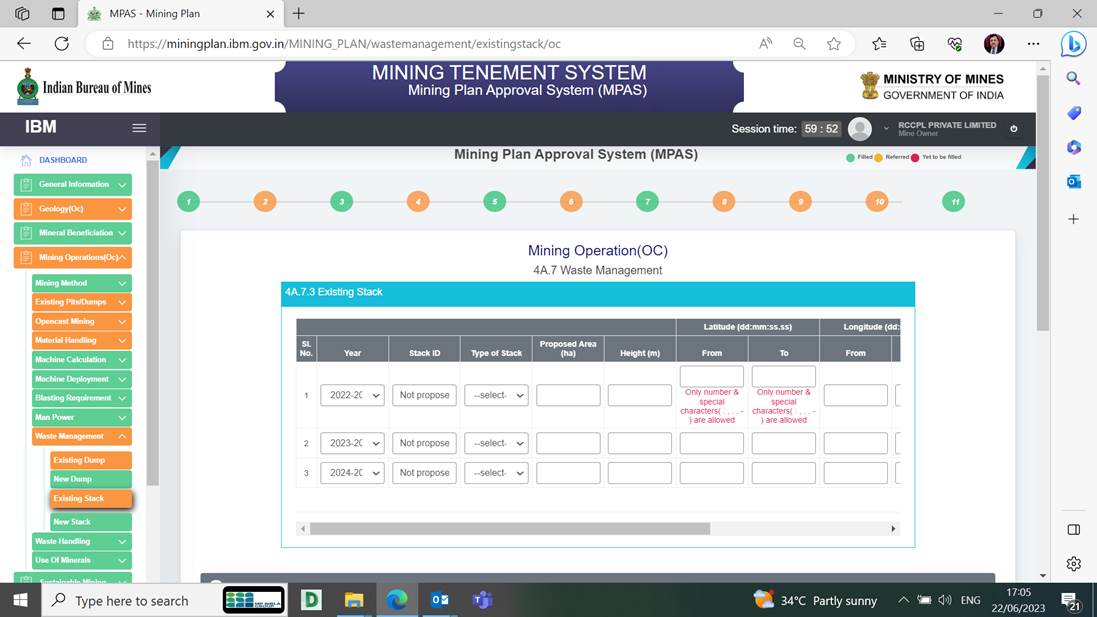 MPAS - Mining Plan
https://miningplan.ibm.gov.in/MINING_PLAN/wastemanagement/existingstack/oc
Indian Bureau of Mines
MINING TENEMENT SYSTEM
Mining Plan Approval System (MPAS)
MINISTRY OF MINES
GOVERNMENT OF INDIA
IBM
Session time: 59 : 52
RCCPL PRIVATE LIMITED
Mine Owner
Mining Plan Approval System (MPAS)
Filled Referred Yet to be filled
1 2 3 4 5 6 7 8 9 10 11
DASHBOARD
General Information
Geology(Oc)
Mineral Beneficiation
Mining Operations(Oc)
Mining Method
Existing Pits/Dumps
Opencast Mining
Material Handling
Machine Calculation
Machine Deployment
Blasting Requirement
Man Power
Waste Management
Existing Dump
New Dump
Existing Stack
New Stack
Waste Handling
Use Of Minerals
Sustainable Mining
Mining Operation(OC)
4A.7 Waste Management
4A.7.3 Existing Stack
Latitude (dd:mm:ss.ss) Longitude (dd:
Sl. No. Year Stack ID Type of Stack Proposed Area (ha) Height (m) From To From
1 2022-20 Not propose --select-
Only number & special characters( : , . . - ) are allowed
Only number & special characters( : , . . - ) are allowed
2 2023-20 Not propose --select-
3 2024-20 Not propose --select-
Type here to search
34°C Partly sunny
ENG
17:05
22/06/2023
21